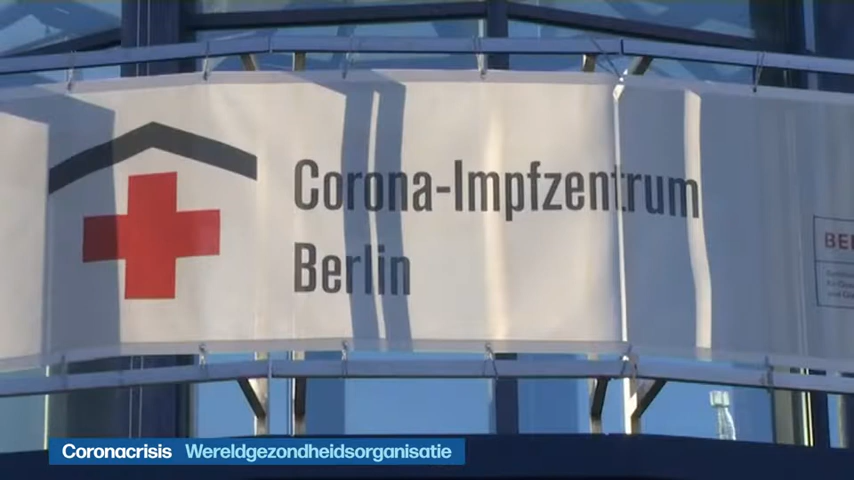 Corona-Impfzentrum
Berlin
Coronacrisis Wereldgezondheidsorganisatie